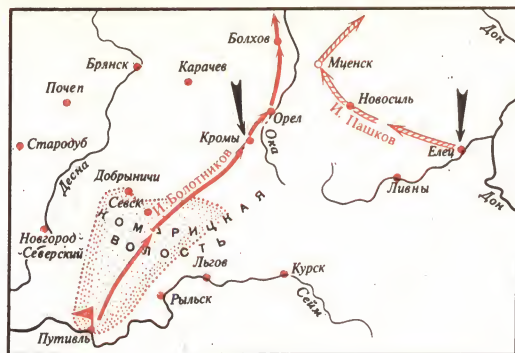 Болхов
Дон
Брянск
Карачев
Мценск
Почеп
Новосиль
И. Пашков
Орел
Кромы
Ока
Елец
Стародуб
Десна
Добрыничи
И. Болотников
Ливны
Севск
КОМАРИЦКАЯ
ВОЛОСТЬ
Дон
Новгород
-Северский
Льгов
Курск
Рыльск
Сейм
Путивль